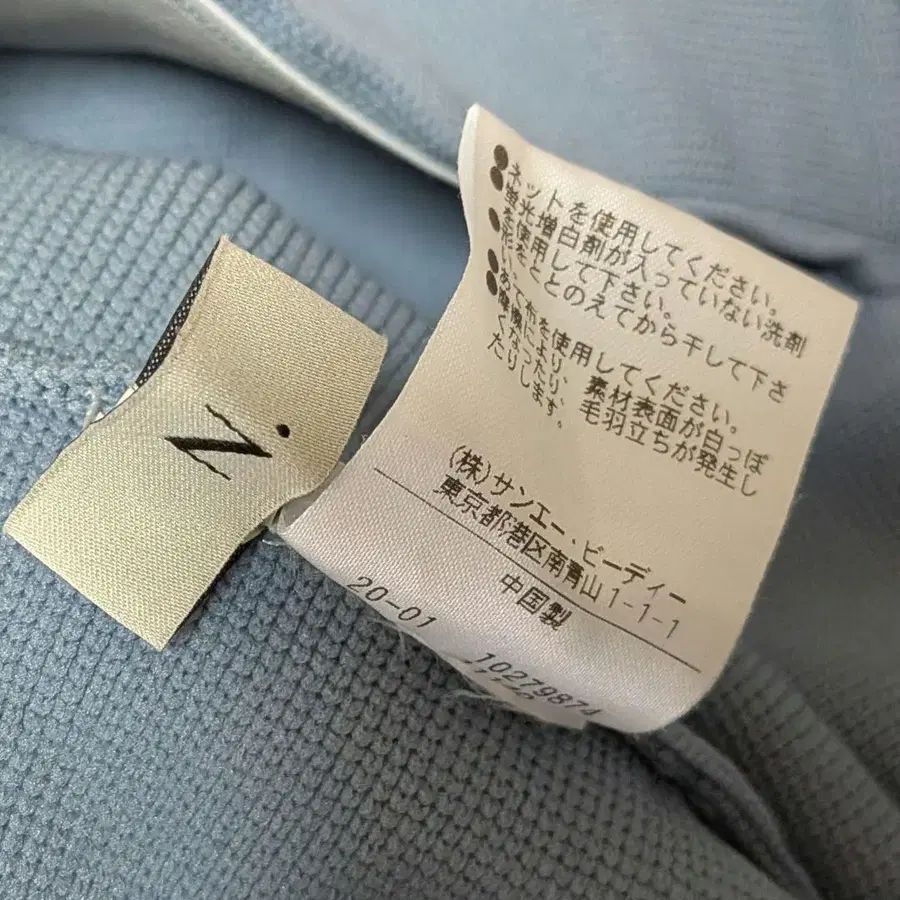 N.
●ネットを使用してください。
●蛍光増白剤が入っていない洗剤
を使用して下さい。
●形をととのえてから干して下さ
い。
●あて布を使用してください。
●摩擦により、素材表面が白っぽ
くなったり、毛羽立ちが発生し
たりします。
(株)サンエー・ビーディー
東京都港区南青山1-1-1
中国製
20-01
10279874